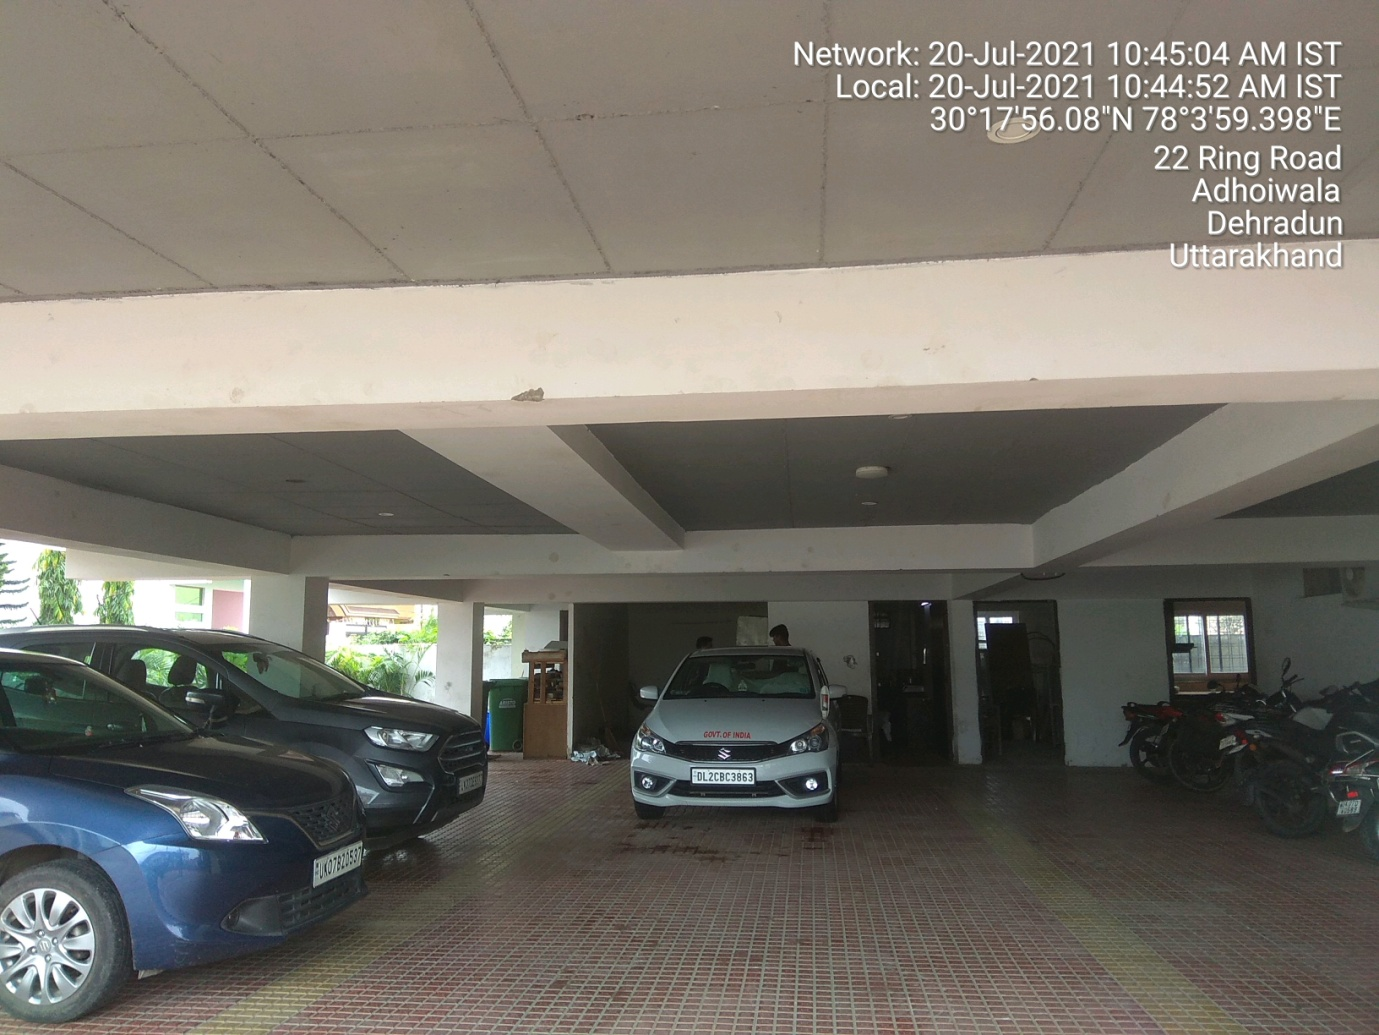 Network: 20-Jul-2021 10:45:04 AM IST
Local: 20-Jul-2021 10:44:52 AM IST
30°17'56.08"N 78°3'59.398"E
22 Ring Road
Adhoiwala
Dehradun
Uttarakhand
GOVT. OF INDIA
DL2CBC3863
UK07BZ0537